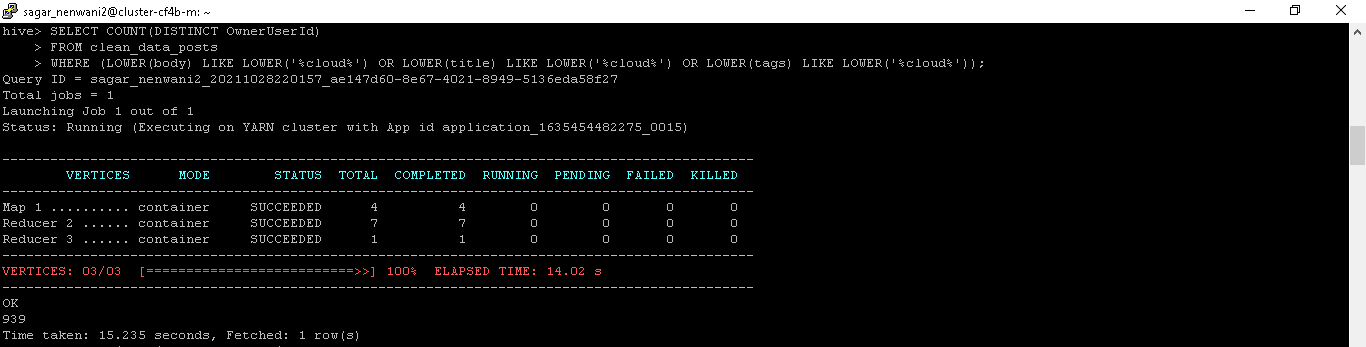 sagar_nenwani2@cluster-cf4b-m: ~
hive> SELECT COUNT(DISTINCT OwnerUserId)
    > FROM clean_data_posts
    > WHERE (LOWER(body) LIKE LOWER('%cloud%') OR LOWER(title) LIKE LOWER('%cloud%') OR LOWER(tags) LIKE LOWER('%cloud%'));
Query ID = sagar_nenwani2_20211028220157_ae147d60-8e67-4021-8949-5136eda58f27
Total jobs = 1
Launching Job 1 out of 1
Status: Running (Executing on YARN cluster with App id application_1635454482275_0015)
----------------------------------------------------------------------------------------------
        VERTICES      MODE        STATUS  TOTAL  COMPLETED  RUNNING  PENDING  FAILED  KILLED
----------------------------------------------------------------------------------------------
Map 1 .......... container     SUCCEEDED      4          4        0        0       0       0
Reducer 2 ...... container     SUCCEEDED      7          7        0        0       0       0
Reducer 3 ...... container     SUCCEEDED      1          1        0        0       0       0
----------------------------------------------------------------------------------------------
VERTICES: 03/03  [==========================>>] 100%  ELAPSED TIME: 14.02 s
----------------------------------------------------------------------------------------------
OK
939
Time taken: 15.235 seconds, Fetched: 1 row(s)